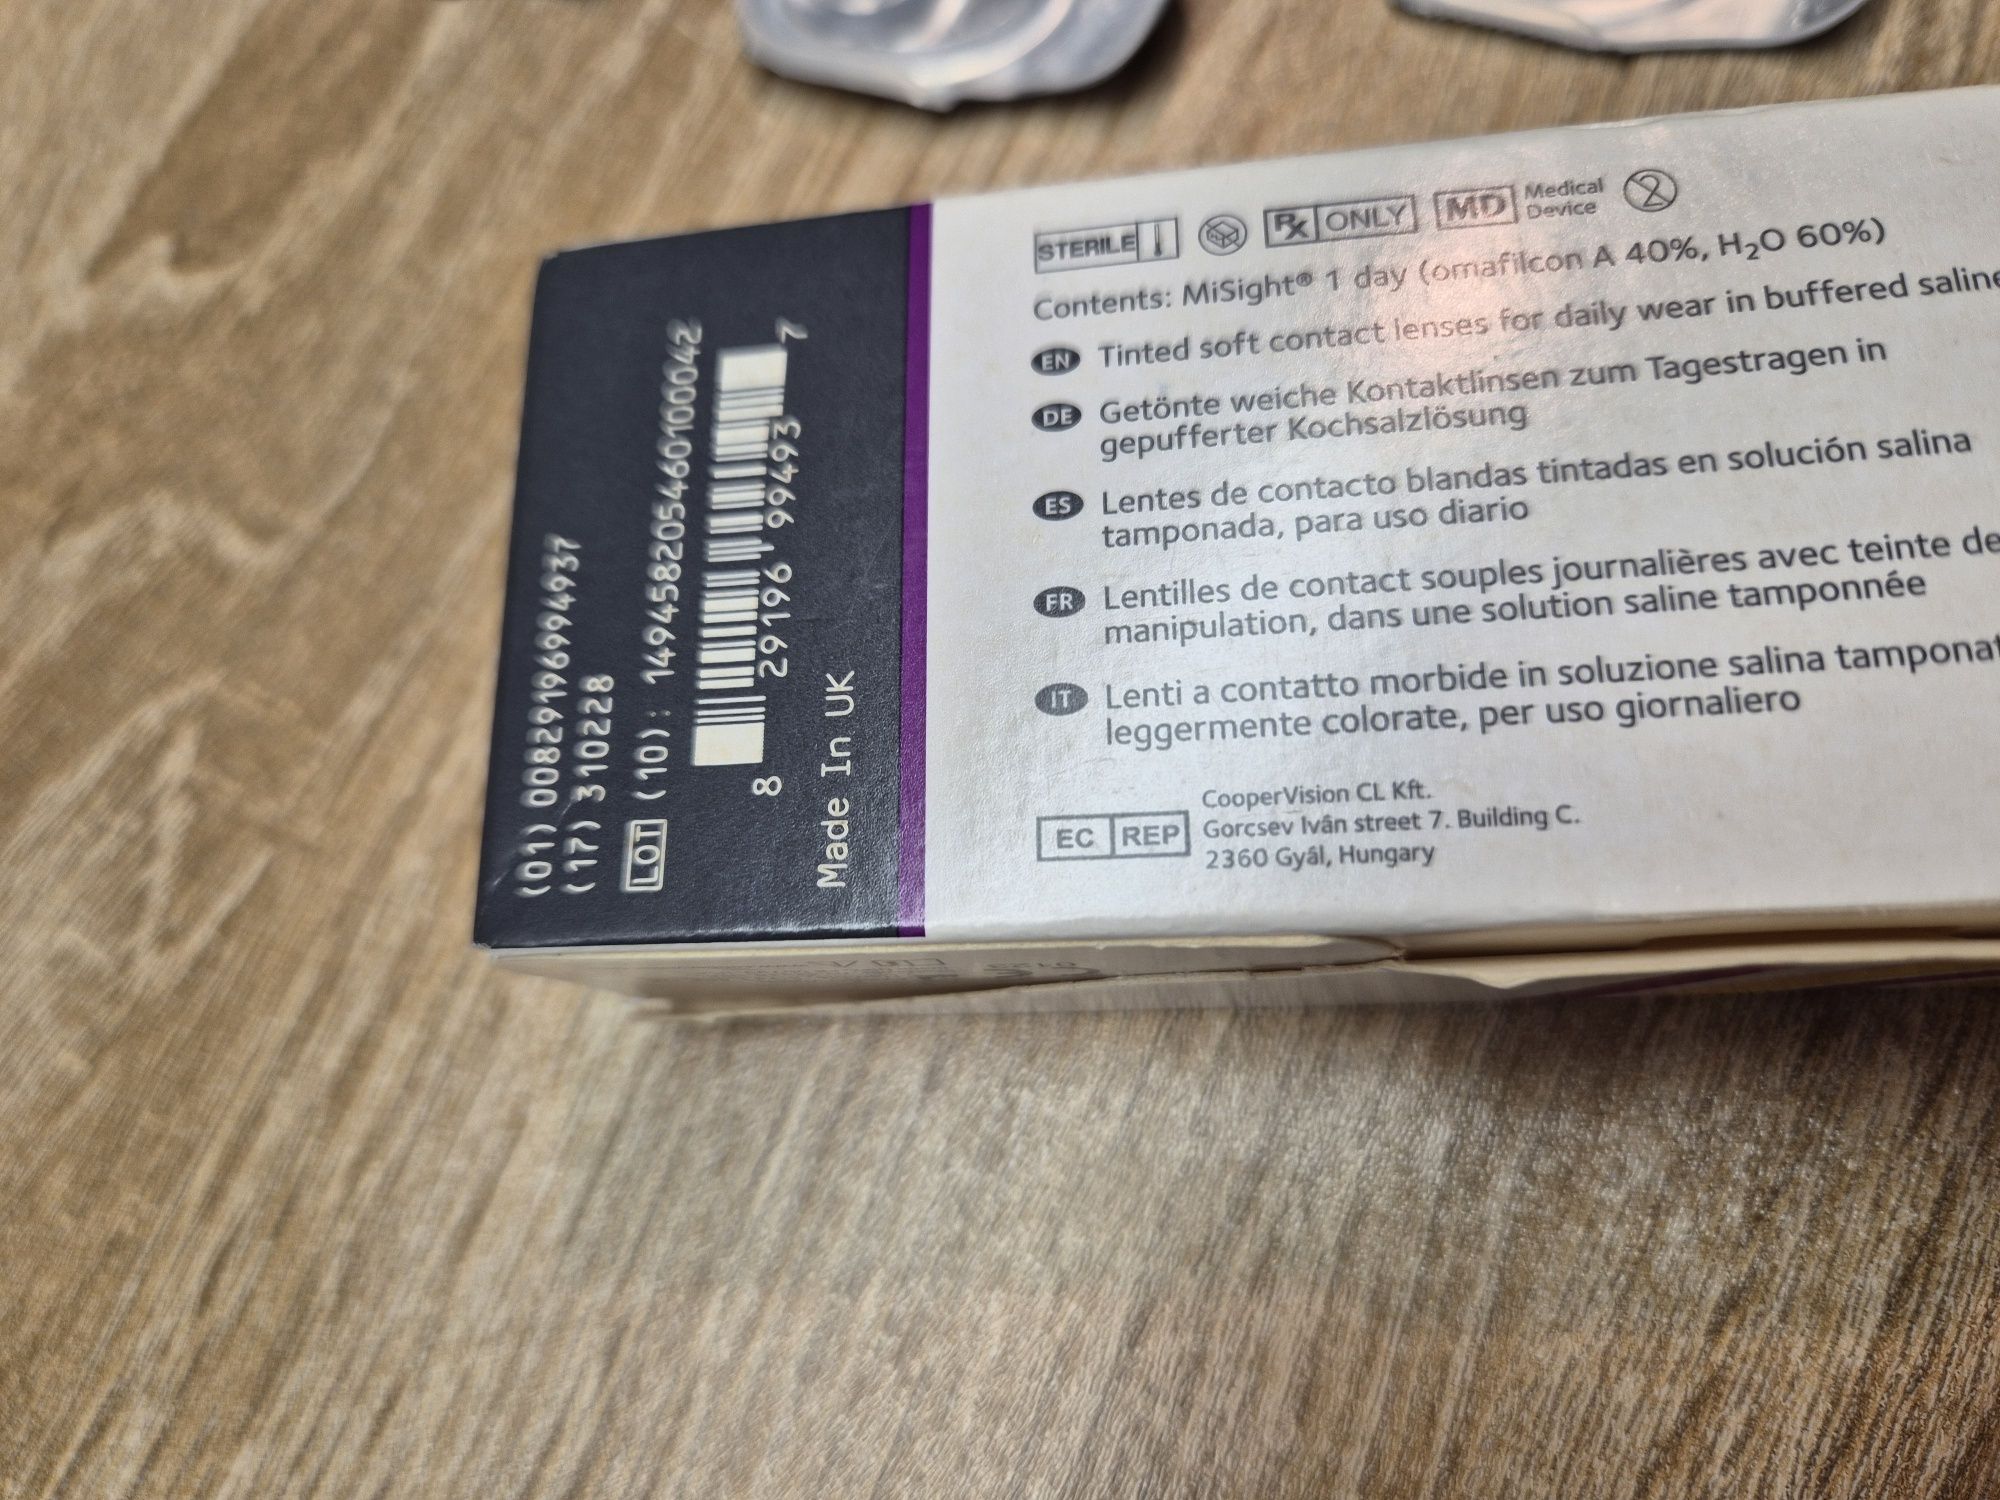 (01) 00829196994937
(17) 310228
LOT (10): 14945820546010042
8 29196 99493 7
Made In UK
STERILE
Rx ONLY
MD Medical
Device
2
Contents: MiSight® 1 day (omafilcon A 40%, H₂O 60%)
EN Tinted soft contact lenses for daily wear in buffered saline
DE Getönte weiche Kontaktlinsen zum Tagestragen in
gepufferter Kochsalzlösung
ES Lentes de contacto blandas tintadas en solución salina
tamponada, para uso diario
FR Lentilles de contact souples journalières avec teinte de
manipulation, dans une solution saline tamponnée
IT Lenti a contatto morbide in soluzione salina tamponat
leggermente colorate, per uso giornaliero
EC REP
CooperVision CL Kft.
Gorcsev Iván street 7. Building C.
2360 Gyál, Hungary